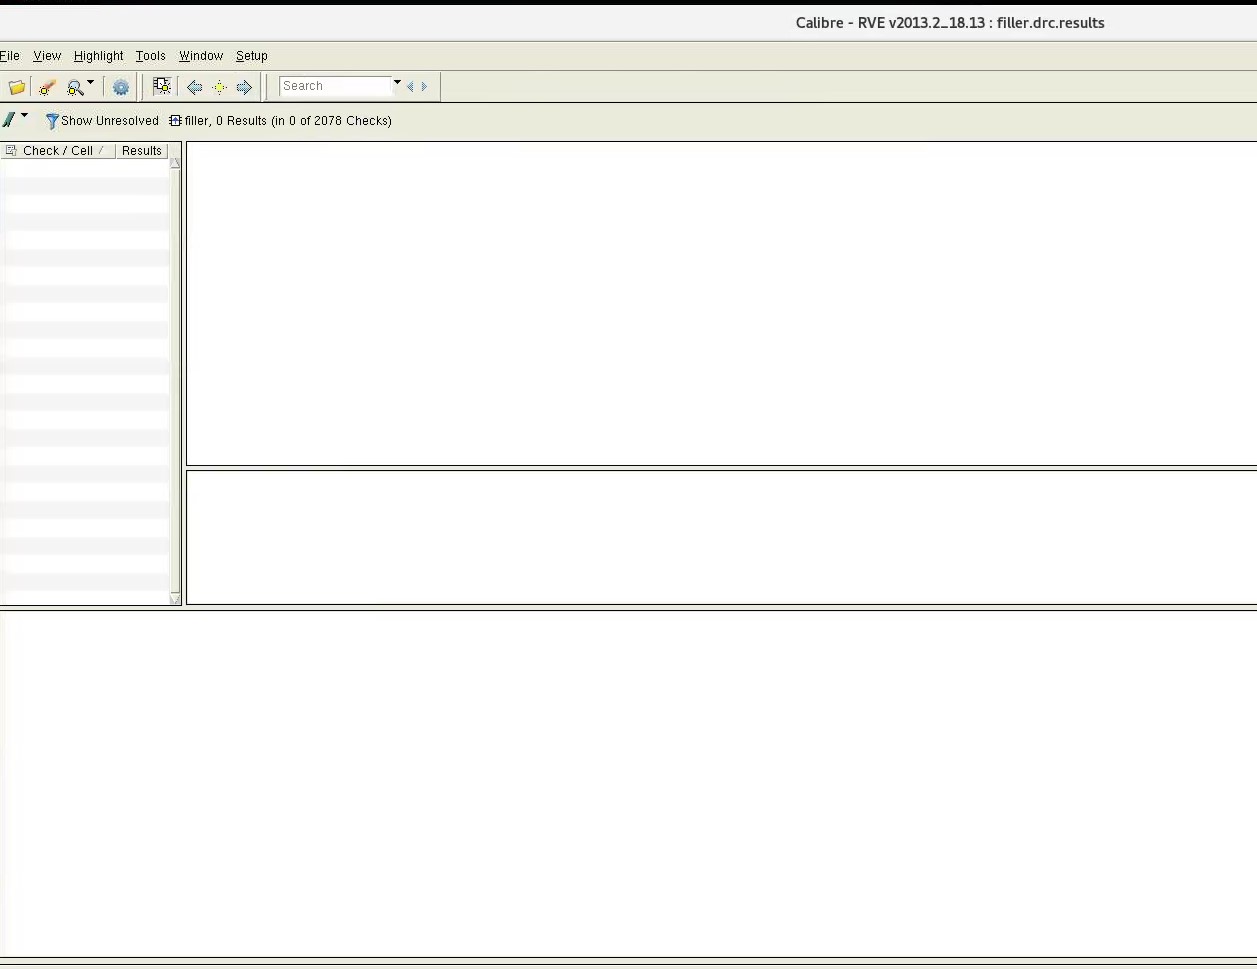 Calibre - RVE v2013.2_18.13 : filler.drc.results
File View Highlight Tools Window Setup
Search
Show Unresolved filler, 0 Results (in 0 of 2078 Checks)
Check / Cell / Results